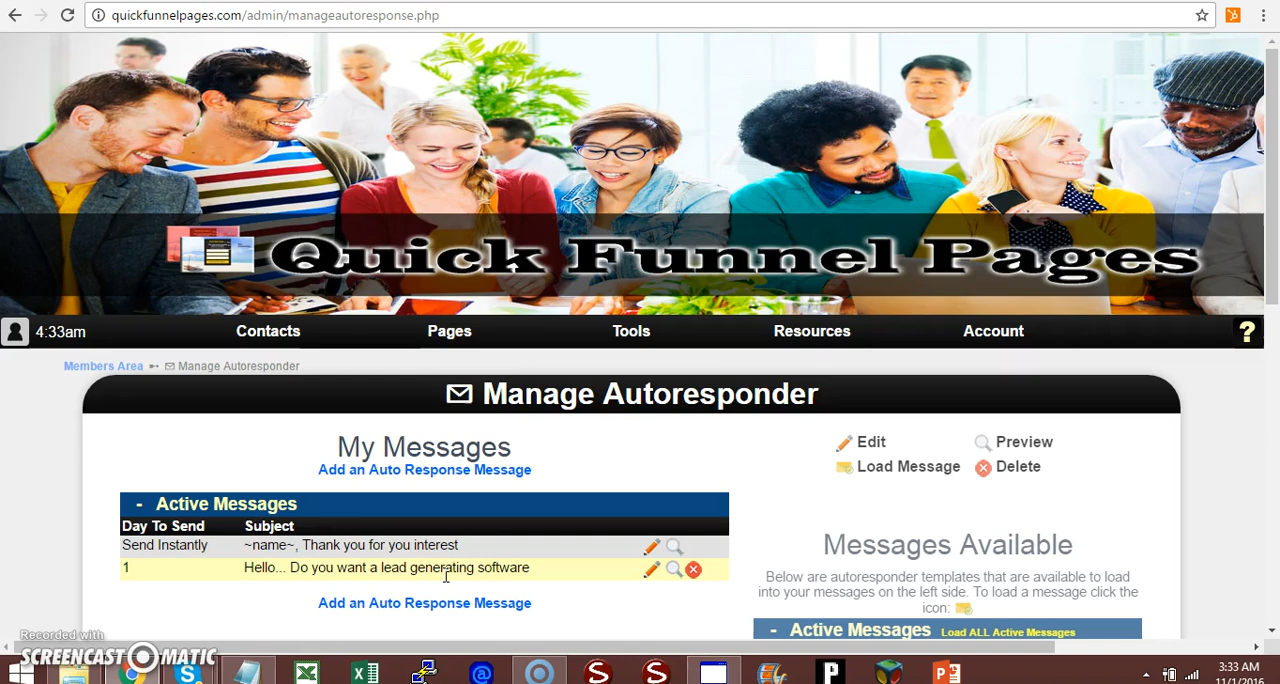 quickfunnelpages.com/admin/manageautoresponse.php
Quick Funnel Pages
4:33am Contacts Pages Tools Resources Account ?
Members Area Manage Autoresponder
Manage Autoresponder
My Messages
Add an Auto Response Message
Edit Preview
Load Message Delete
- Active Messages
Day To Send Subject
Send Instantly ~name~, Thank you for you interest
1 Hello... Do you want a lead generating software
Add an Auto Response Message
Messages Available
Below are autoresponder templates that are available to load
into your messages on the left side. To load a message click the
icon:
- Active Messages Load ALL Active Messages
Recorded with
SCREENCAST MATIC
3:33 AM
11/1/2016